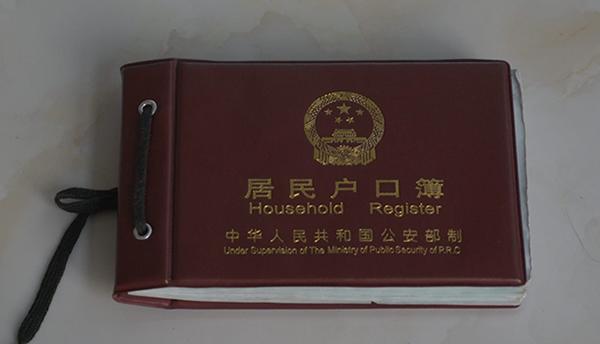 居民户口簿
Household Register
中华人民共和国公安部制
Under Supervision of The Ministry of Public Security of P.R.C